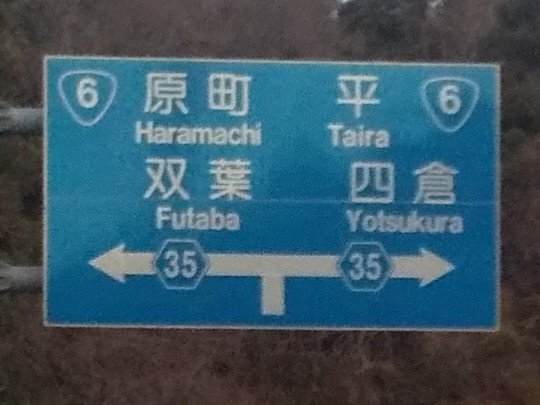 6 原町 平 6
Haramachi Taira
双葉 四倉
Futaba Yotsukura
35 35